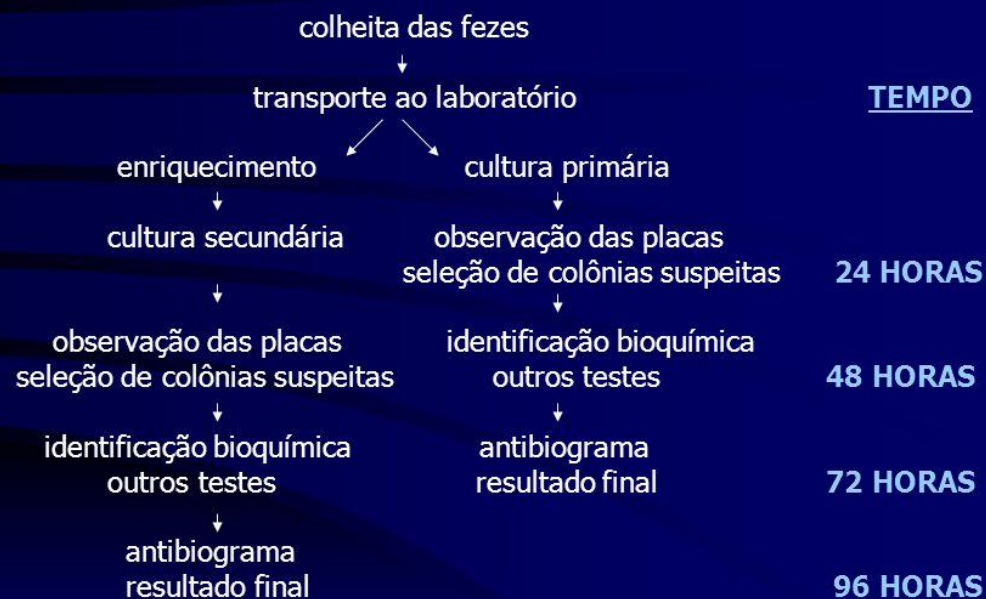 colheita das fezes
transporte ao laboratório TEMPO
enriquecimento cultura primária
cultura secundária observação das placas
seleção de colônias suspeitas 24 HORAS
observação das placas identificação bioquímica
seleção de colônias suspeitas outros testes 48 HORAS
identificação bioquímica antibiograma
outros testes resultado final 72 HORAS
antibiograma
resultado final 96 HORAS